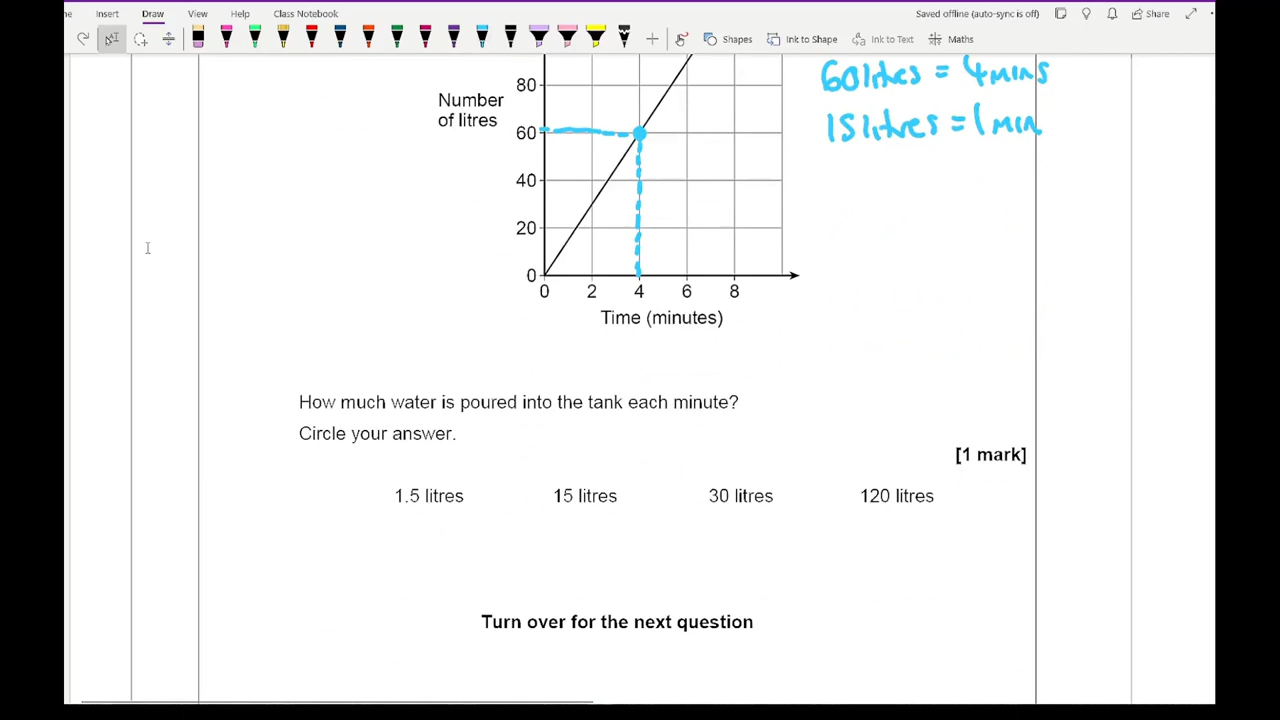 Insert Draw View Help Class Notebook Saved offline (auto-sync is off) Share
Shapes Ink to Shape Ink to Text Maths
60 litres = 4 mins
80
Number
of litres
15 litres = 1 min
60
40
20
0
0 2 4 6 8
Time (minutes)
How much water is poured into the tank each minute?
Circle your answer.
[1 mark]
1.5 litres 15 litres 30 litres 120 litres
Turn over for the next question